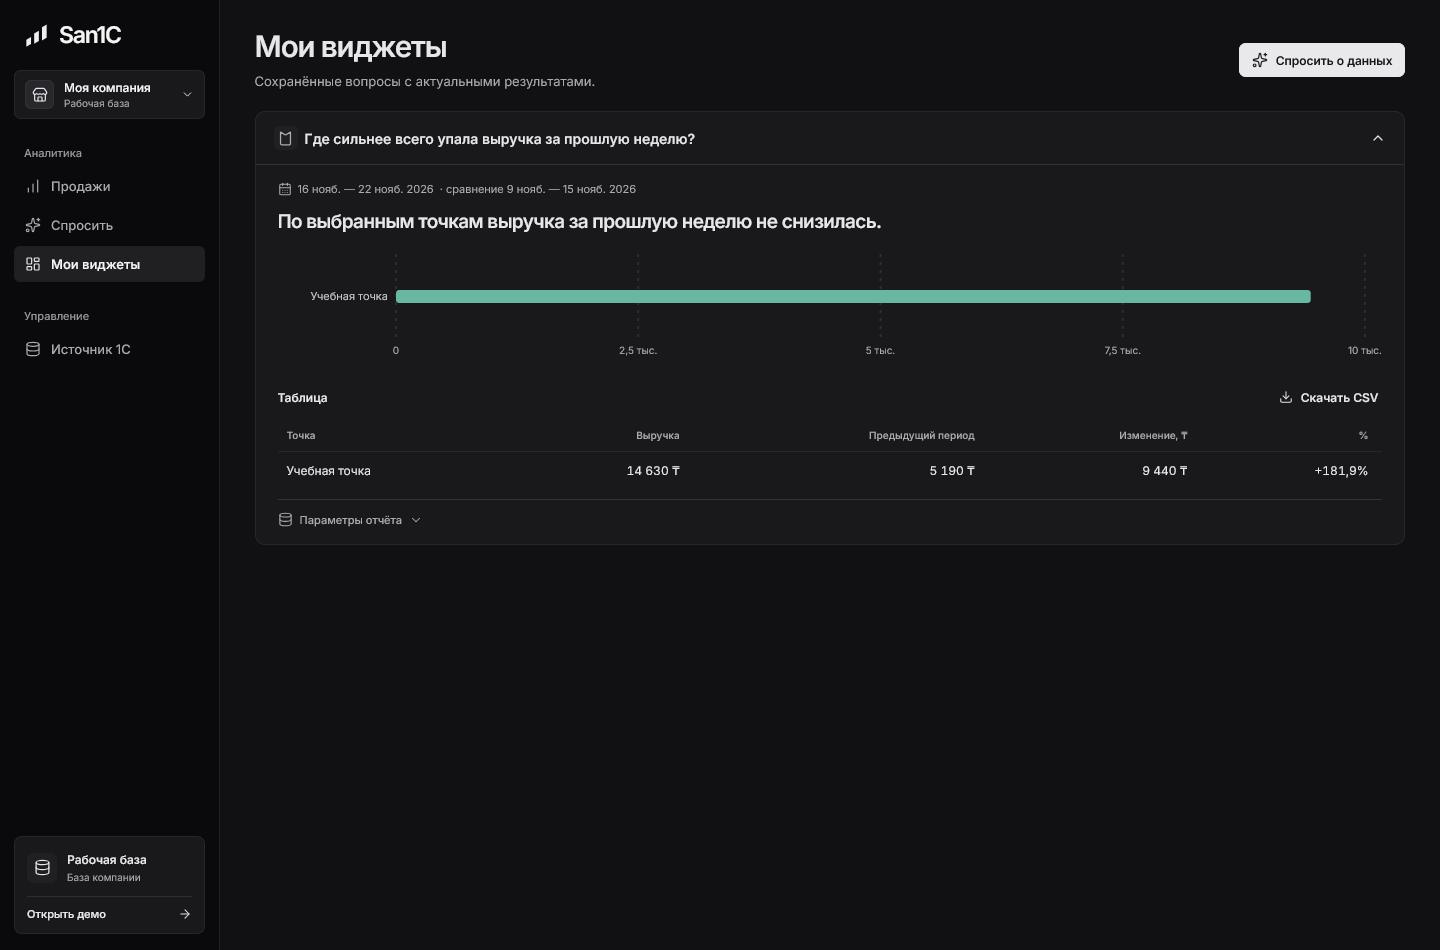 San1C
Моя компания
Рабочая база
Аналитика
Продажи
Спросить
Мои виджеты
Управление
Источник 1С
Рабочая база
База компании
Открыть демо
Мои виджеты
Сохранённые вопросы с актуальными результатами.
Спросить о данных
Где сильнее всего упала выручка за прошлую неделю?
16 нояб. — 22 нояб. 2026 · сравнение 9 нояб. — 15 нояб. 2026
По выбранным точкам выручка за прошлую неделю не снизилась.
Учебная точка
0 2,5 тыс. 5 тыс. 7,5 тыс. 10 тыс.
Таблица Скачать CSV
Точка Выручка Предыдущий период Изменение, ₸ %
Учебная точка 14 630 ₸ 5 190 ₸ 9 440 ₸ +181,9%
Параметры отчёта